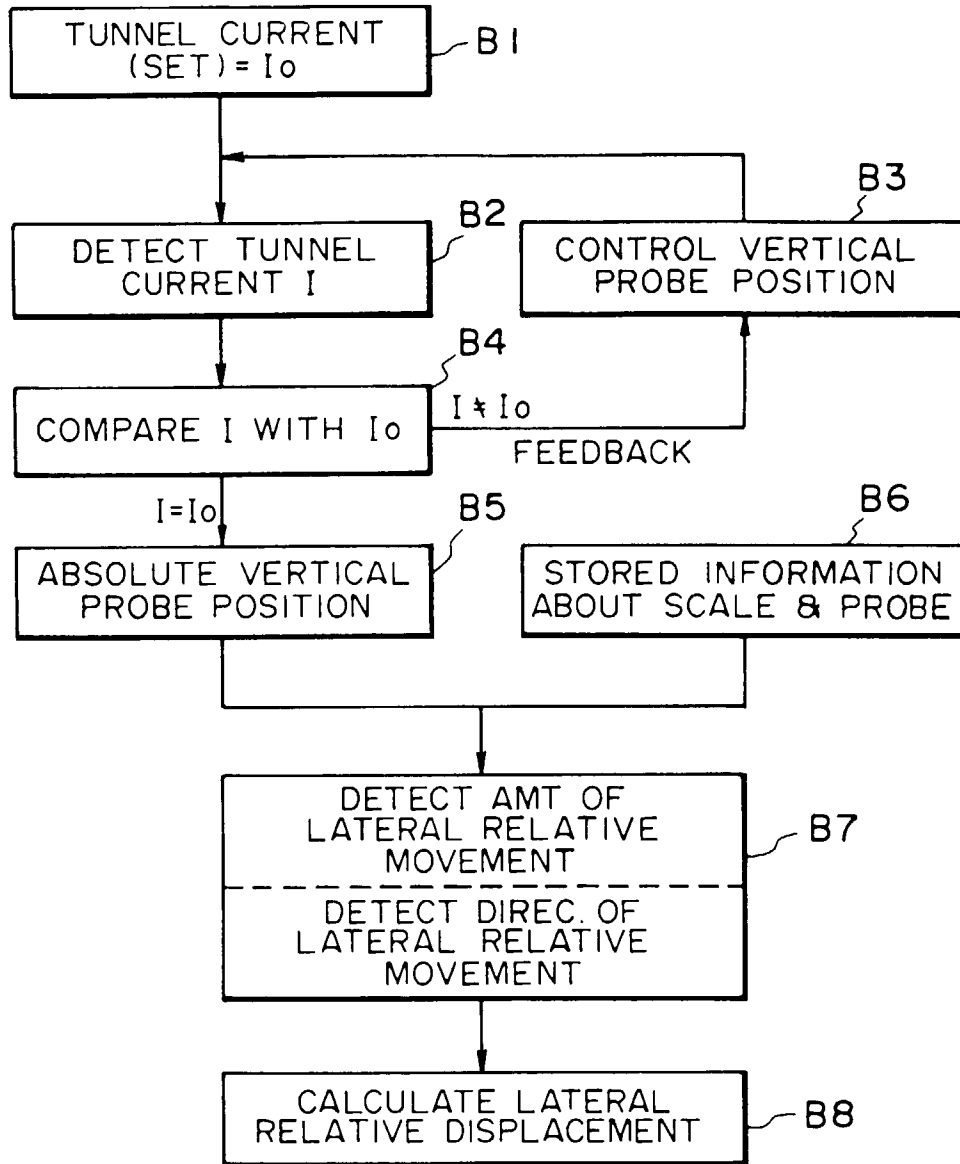 TUNNEL CURRENT
(SET) = Io
B1
B3
B2
DETECT TUNNEL
CURRENT I
CONTROL VERTICAL
PROBE POSITION
B4
COMPARE I WITH Io
I ≠ Io
FEEDBACK
I = Io
B5
B6
ABSOLUTE VERTICAL
PROBE POSITION
STORED INFORMATION
ABOUT SCALE & PROBE
DETECT AMT OF
LATERAL RELATIVE
MOVEMENT
B7
DETECT DIREC. OF
LATERAL RELATIVE
MOVEMENT
CALCULATE LATERAL
RELATIVE DISPLACEMENT
B8